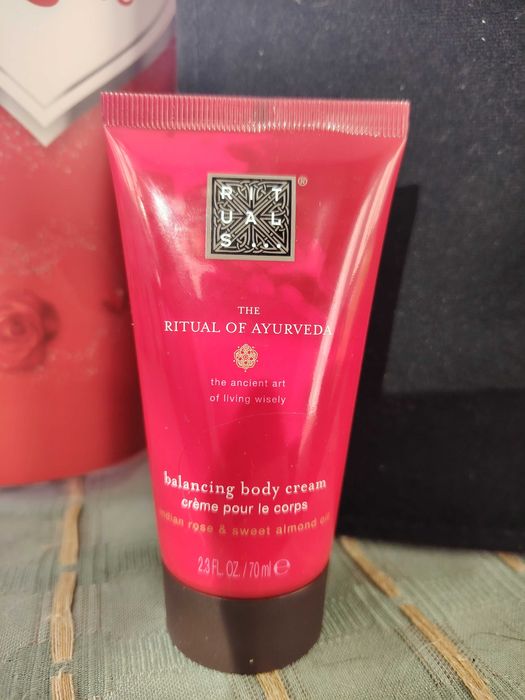 RIT
UAL
S...
®
THE
RITUAL OF AYURVEDA
the ancient art
of living wisely
balancing body cream
crème pour le corps
indian rose & sweet almond oil
2.3 FL. OZ. / 70 ml ℮